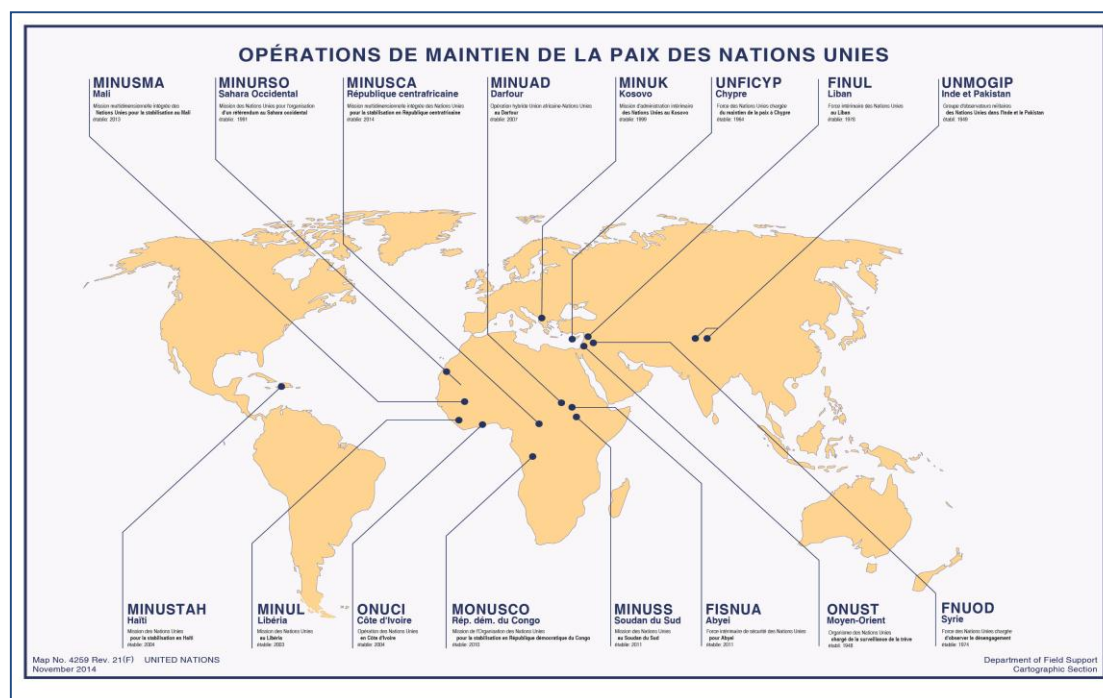 OPÉRATIONS DE MAINTIEN DE LA PAIX DES NATIONS UNIES
MINUSMA
Mali
Mission multidimensionnelle intégrée des
Nations Unies pour la stabilisation au Mali
établie: 2013
MINURSO
Sahara Occidental
Mission des Nations Unies pour l'organisation
d'un référendum au Sahara occidental
établie: 1991
MINUSCA
République centrafricaine
Mission multidimensionnelle intégrée des Nations Unies
pour la stabilisation en République centrafricaine
établie: 2014
MINUAD
Darfour
Opération hybride Union africaine-Nations Unies
au Darfour
établie: 2007
MINUK
Kosovo
Mission d'administration intérimaire
des Nations Unies au Kosovo
établie: 1999
UNFICYP
Chypre
Force des Nations Unies chargée
du maintien de la paix à Chypre
établie: 1964
FINUL
Liban
Force intérimaire des Nations Unies
au Liban
établi: 1978
UNMOGIP
Inde et Pakistan
Groupe d'observateurs militaires
des Nations Unies dans l'Inde et le Pakistan
établi: 1949
MINUSTAH
Haïti
Mission des Nations Unies
pour la stabilisation en Haïti
établie: 2004
MINUL
Libéria
Mission des Nations Unies
au Libéria
établie: 2003
ONUCI
Côte d'Ivoire
Opération des Nations Unies
en Côte d'Ivoire
établie: 2004
MONUSCO
Rép. dém. du Congo
Mission de l'Organisation des Nations Unies
pour la stabilisation en République démocratique du Congo
établie: 2010
MINUSS
Soudan du Sud
Mission des Nations Unies
au Soudan du Sud
établie: 2011
FISNUA
Abyei
Force intérimaire de sécurité des Nations Unies
pour Abyei
établie: 2011
ONUST
Moyen-Orient
Organisme des Nations Unies
chargé de la surveillance de la trève
établi: 1948
FNUOD
Syrie
Force des Nations Unies chargée
d'observer le dégagement
établie: 1974
Map No. 4259 Rev. 21(F) UNITED NATIONS
November 2014
Department of Field Support
Cartographic Section